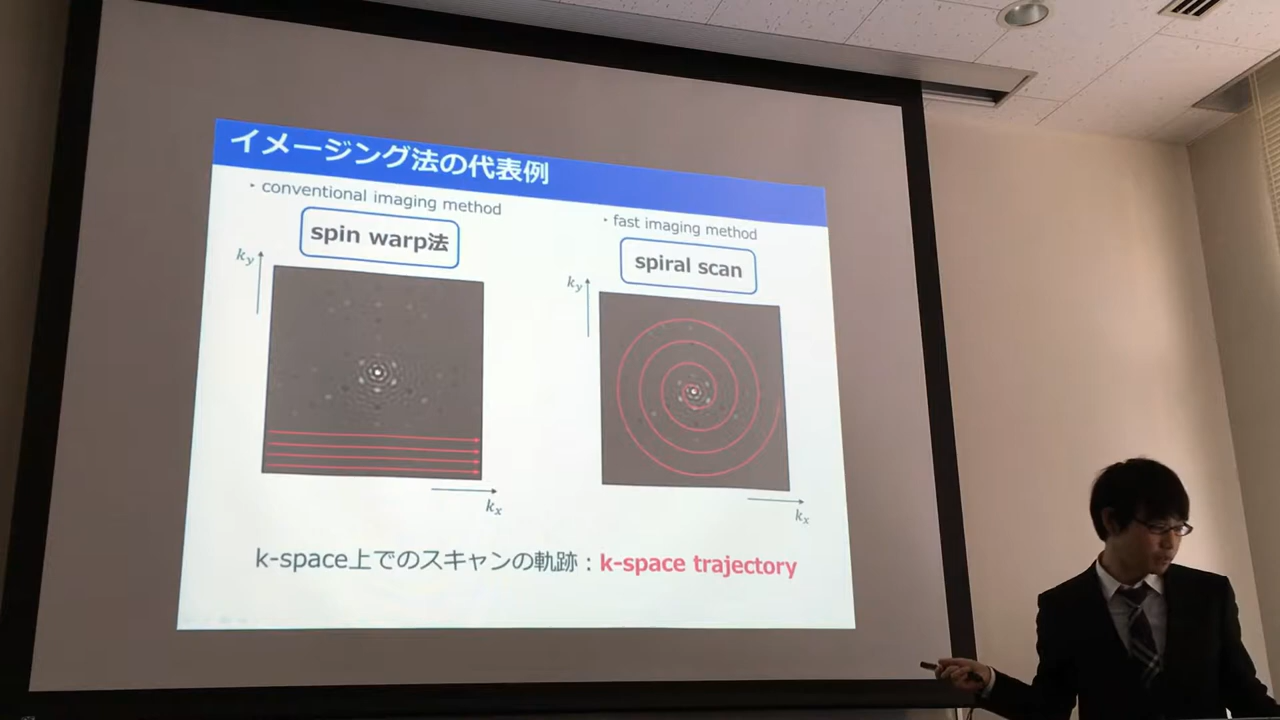 イメージング法の代表例
・conventional imaging method
spin warp法
・fast imaging method
spiral scan
ky
kx
ky
kx
k-space上でのスキャンの軌跡：k-space trajectory